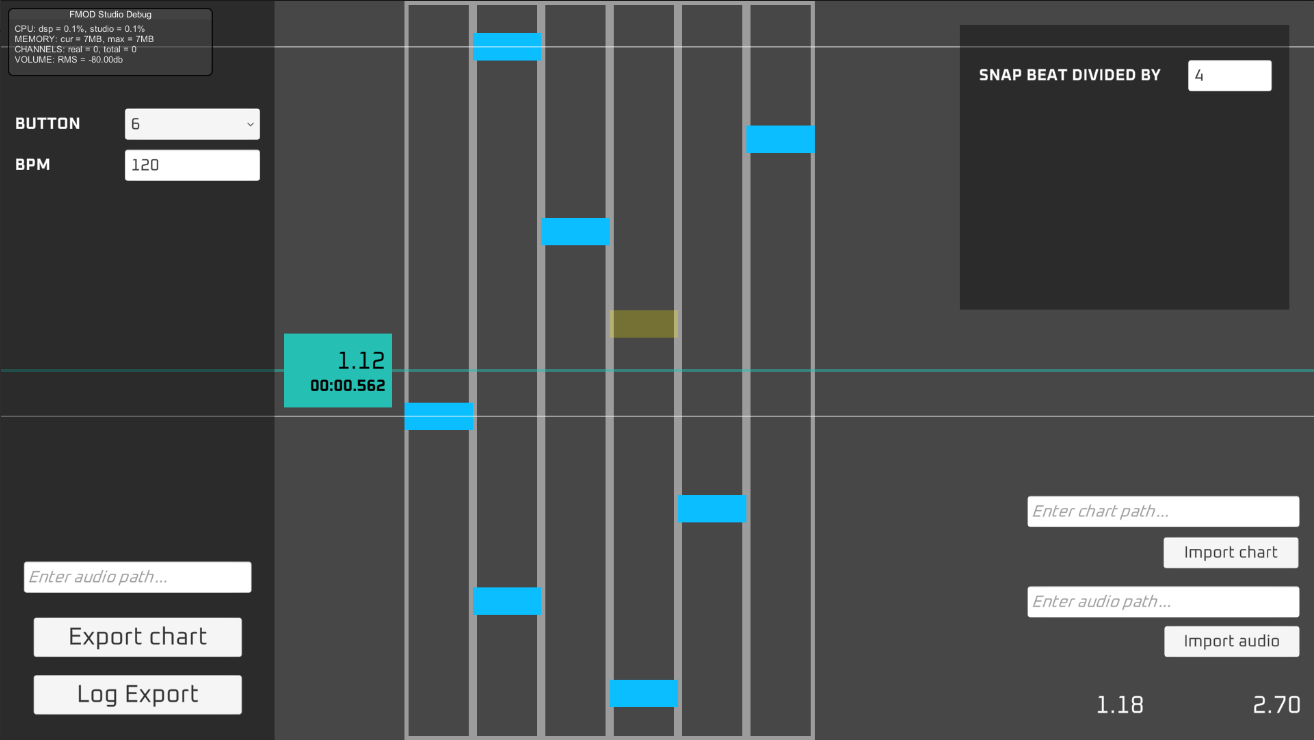 FMOD Studio Debug
CPU: dsp = 0.1%, studio = 0.1%
MEMORY: cur = 7MB, max = 7MB
CHANNELS: real = 0, total = 0
VOLUME: RMS = -80.00db
BUTTON 6
BPM 120
SNAP BEAT DIVIDED BY 4
1.12
00:00.562
Enter audio path...
Export chart
Log Export
Enter chart path...
Import chart
Enter audio path...
Import audio
1.18 2.70